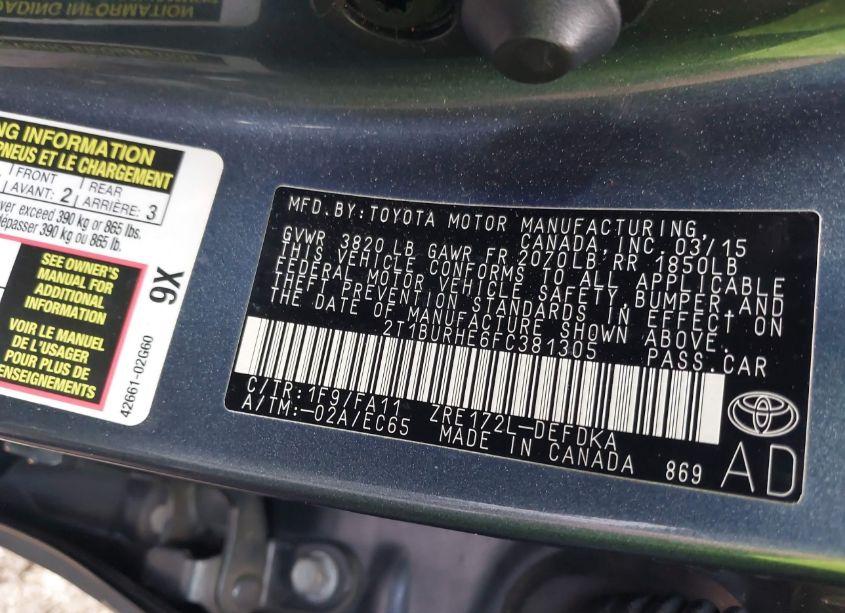 NG INFORMATION
PNEUS ET LE CHARGEMENT
FRONT
AVANT: 2
REAR
ARRIÈRE: 3
ver exceed 390 kg or 865 lbs.
dépasser 390 kg ou 865 lb.
SEE OWNER'S
MANUAL FOR
ADDITIONAL
INFORMATION
VOIR LE MANUEL
DE L'USAGER
POUR PLUS DE
RENSEIGNEMENTS
9X
42661-02G60
MFD.BY:TOYOTA MOTOR MANUFACTURING,
CANADA, INC. 03/15
GVWR 3820 LB GAWR FR 2070LB,RR 1850LB
THIS VEHICLE CONFORMS TO ALL APPLICABLE
FEDERAL MOTOR VEHICLE SAFETY,BUMPER,AND
THEFT PREVENTION STANDARDS IN EFFECT ON
THE DATE OF MANUFACTURE SHOWN ABOVE.
2T1BURHE6FC381305 PASS.CAR
C/TR:1F9/FA11 ZRE172L-DEFDKA
A/TM:-02A/EC65 MADE IN CANADA 869
AD